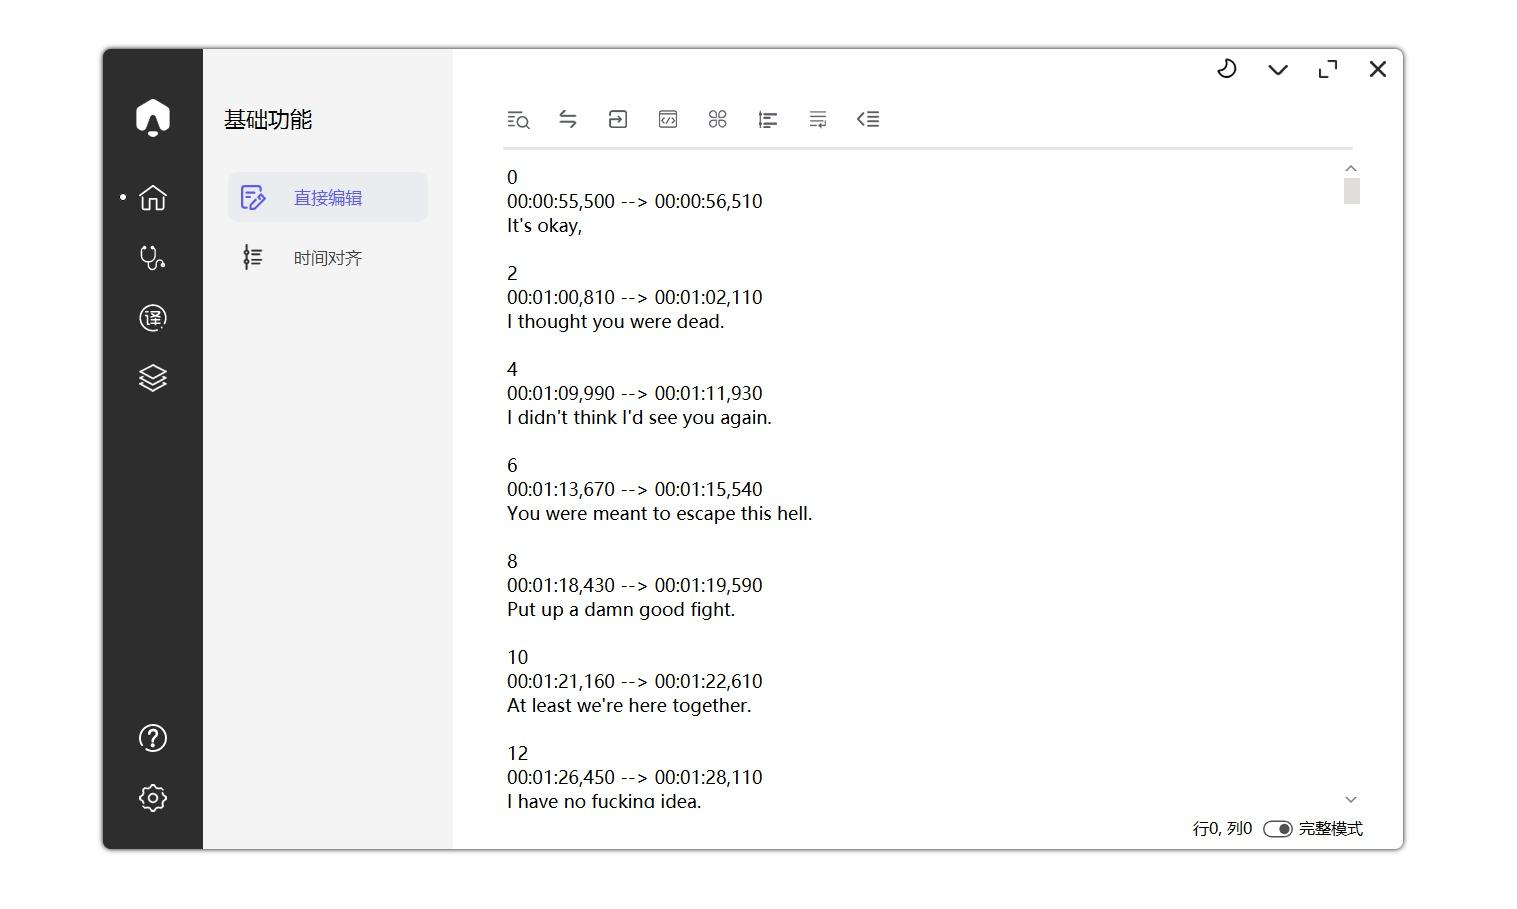 基础功能
直接编辑
时间对齐
译
0
00:00:55,500 --> 00:00:56,510
It's okay,
2
00:01:00,810 --> 00:01:02,110
I thought you were dead.
4
00:01:09,990 --> 00:01:11,930
I didn't think I'd see you again.
6
00:01:13,670 --> 00:01:15,540
You were meant to escape this hell.
8
00:01:18,430 --> 00:01:19,590
Put up a damn good fight.
10
00:01:21,160 --> 00:01:22,610
At least we're here together.
12
00:01:26,450 --> 00:01:28,110
I have no fucking idea.
行0, 列0 完整模式